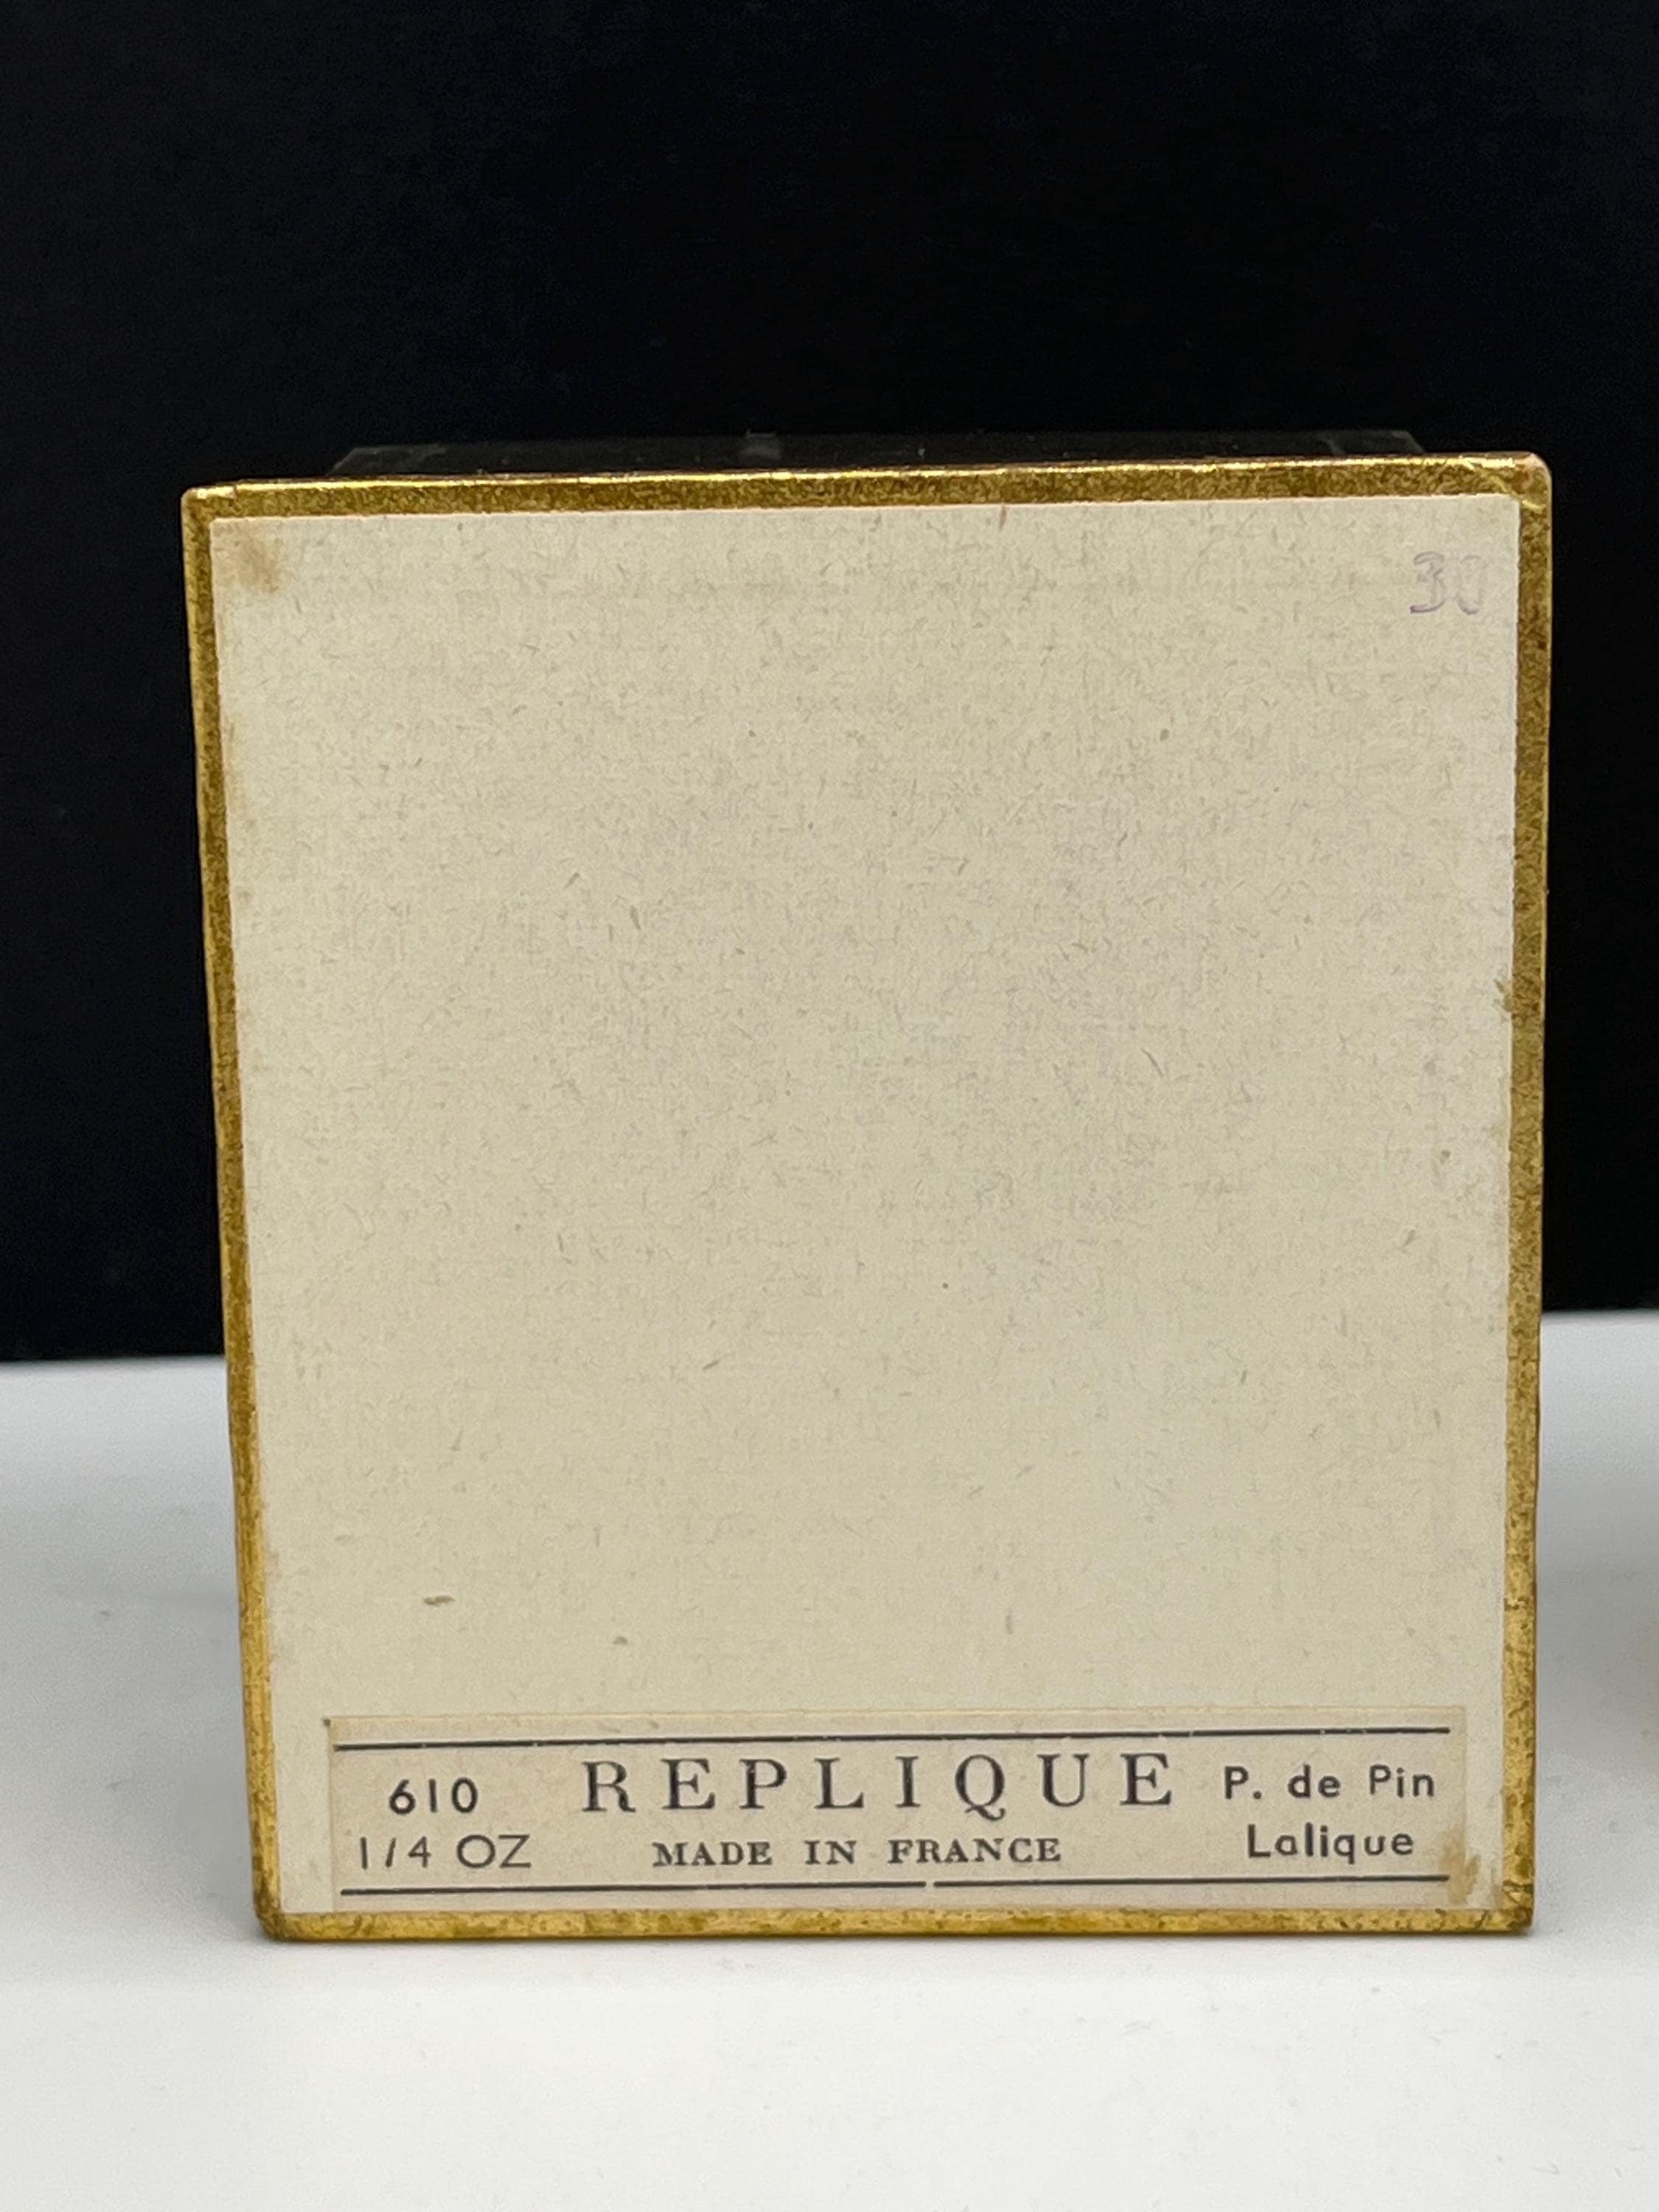 30
610 REPLIQUE P. de Pin
1/4 OZ MADE IN FRANCE Lalique